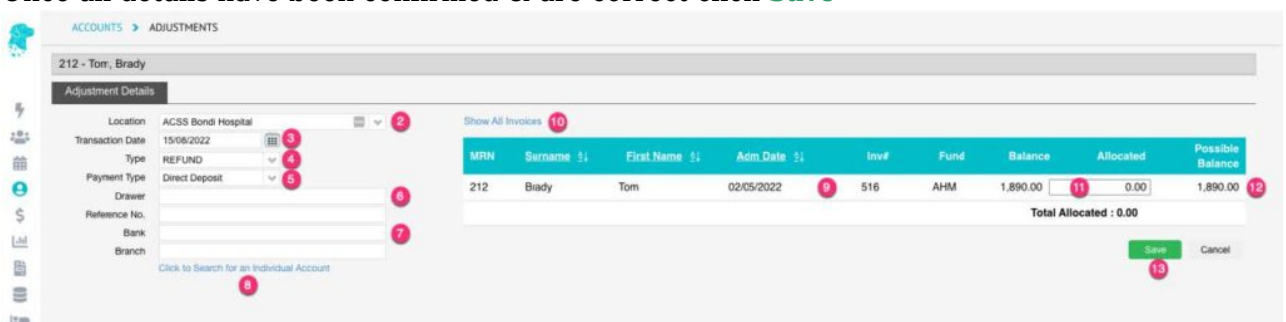 Once all details have been confirmed & are correct click Save
ACCOUNTS > ADJUSTMENTS
212 - Tom, Brady
Adjustment Details
Location ACSS Bondi Hospital 2
Transaction Date 15/08/2022 3
Type REFUND 4
Payment Type Direct Deposit 5
Drawer 6
Reference No.
Bank 7
Branch
Click to Search for an Individual Account
8
Show All Invoices 10
MRN Surname First Name Adm Date Inv# Fund Balance Allocated Possible Balance
212 Brady Tom 02/05/2022 9 516 AHM 1,890.00 11 0.00 1,890.00 12
Total Allocated : 0.00
Save Cancel
13